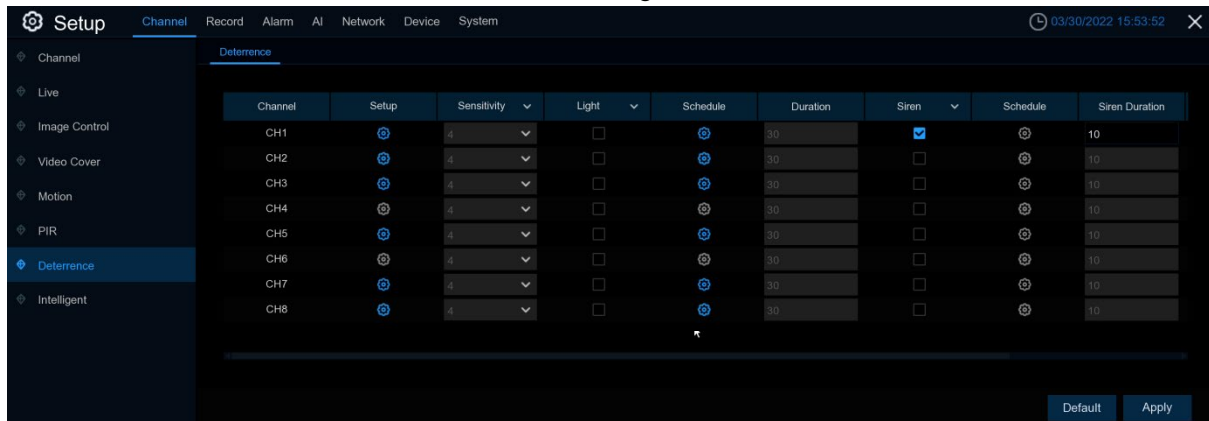 Setup Channel Record Alarm AI Network Device System 03/30/2022 15:53:52
Channel
Live
Image Control
Video Cover
Motion
PIR
Deterrence
Intelligent
Deterrence
Channel Setup Sensitivity Light Schedule Duration Siren Schedule Siren Duration
CH1 4 30 10
CH2 4 30 10
CH3 4 30 10
CH4 4 30 10
CH5 4 30 10
CH6 4 30 10
CH7 4 30 10
CH8 4 30 10
Default Apply